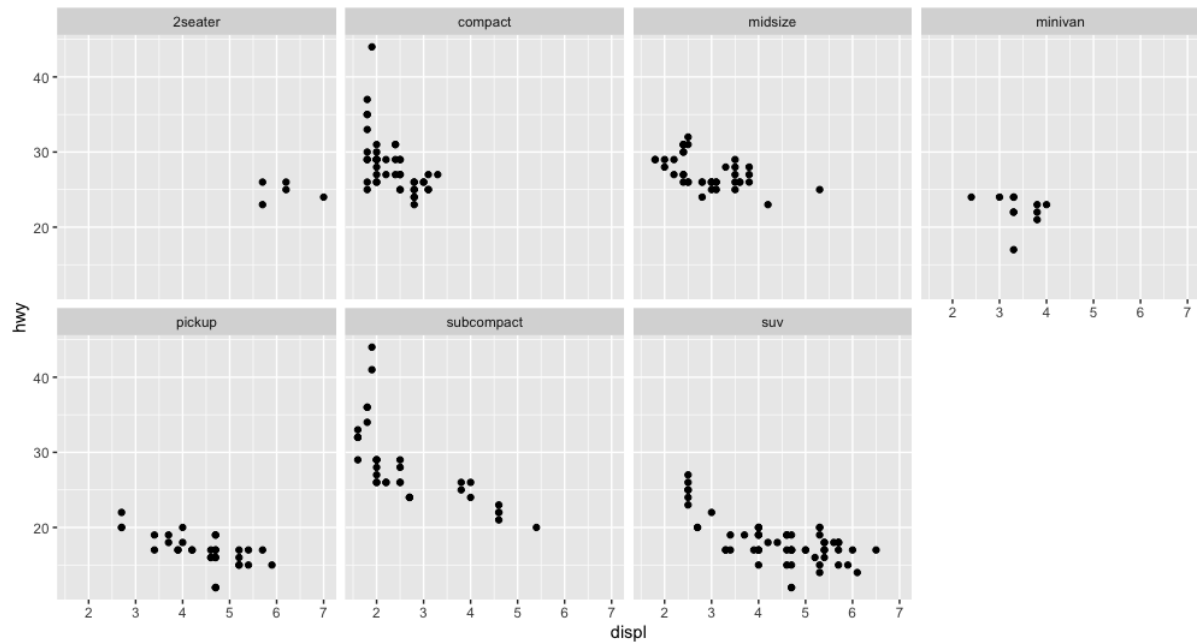 2seater compact midsize minivan
40
30
20
2 3 4 5 6 7
hwy
pickup subcompact suv
40
30
20
2 3 4 5 6 7 2 3 4 5 6 7 2 3 4 5 6 7
displ